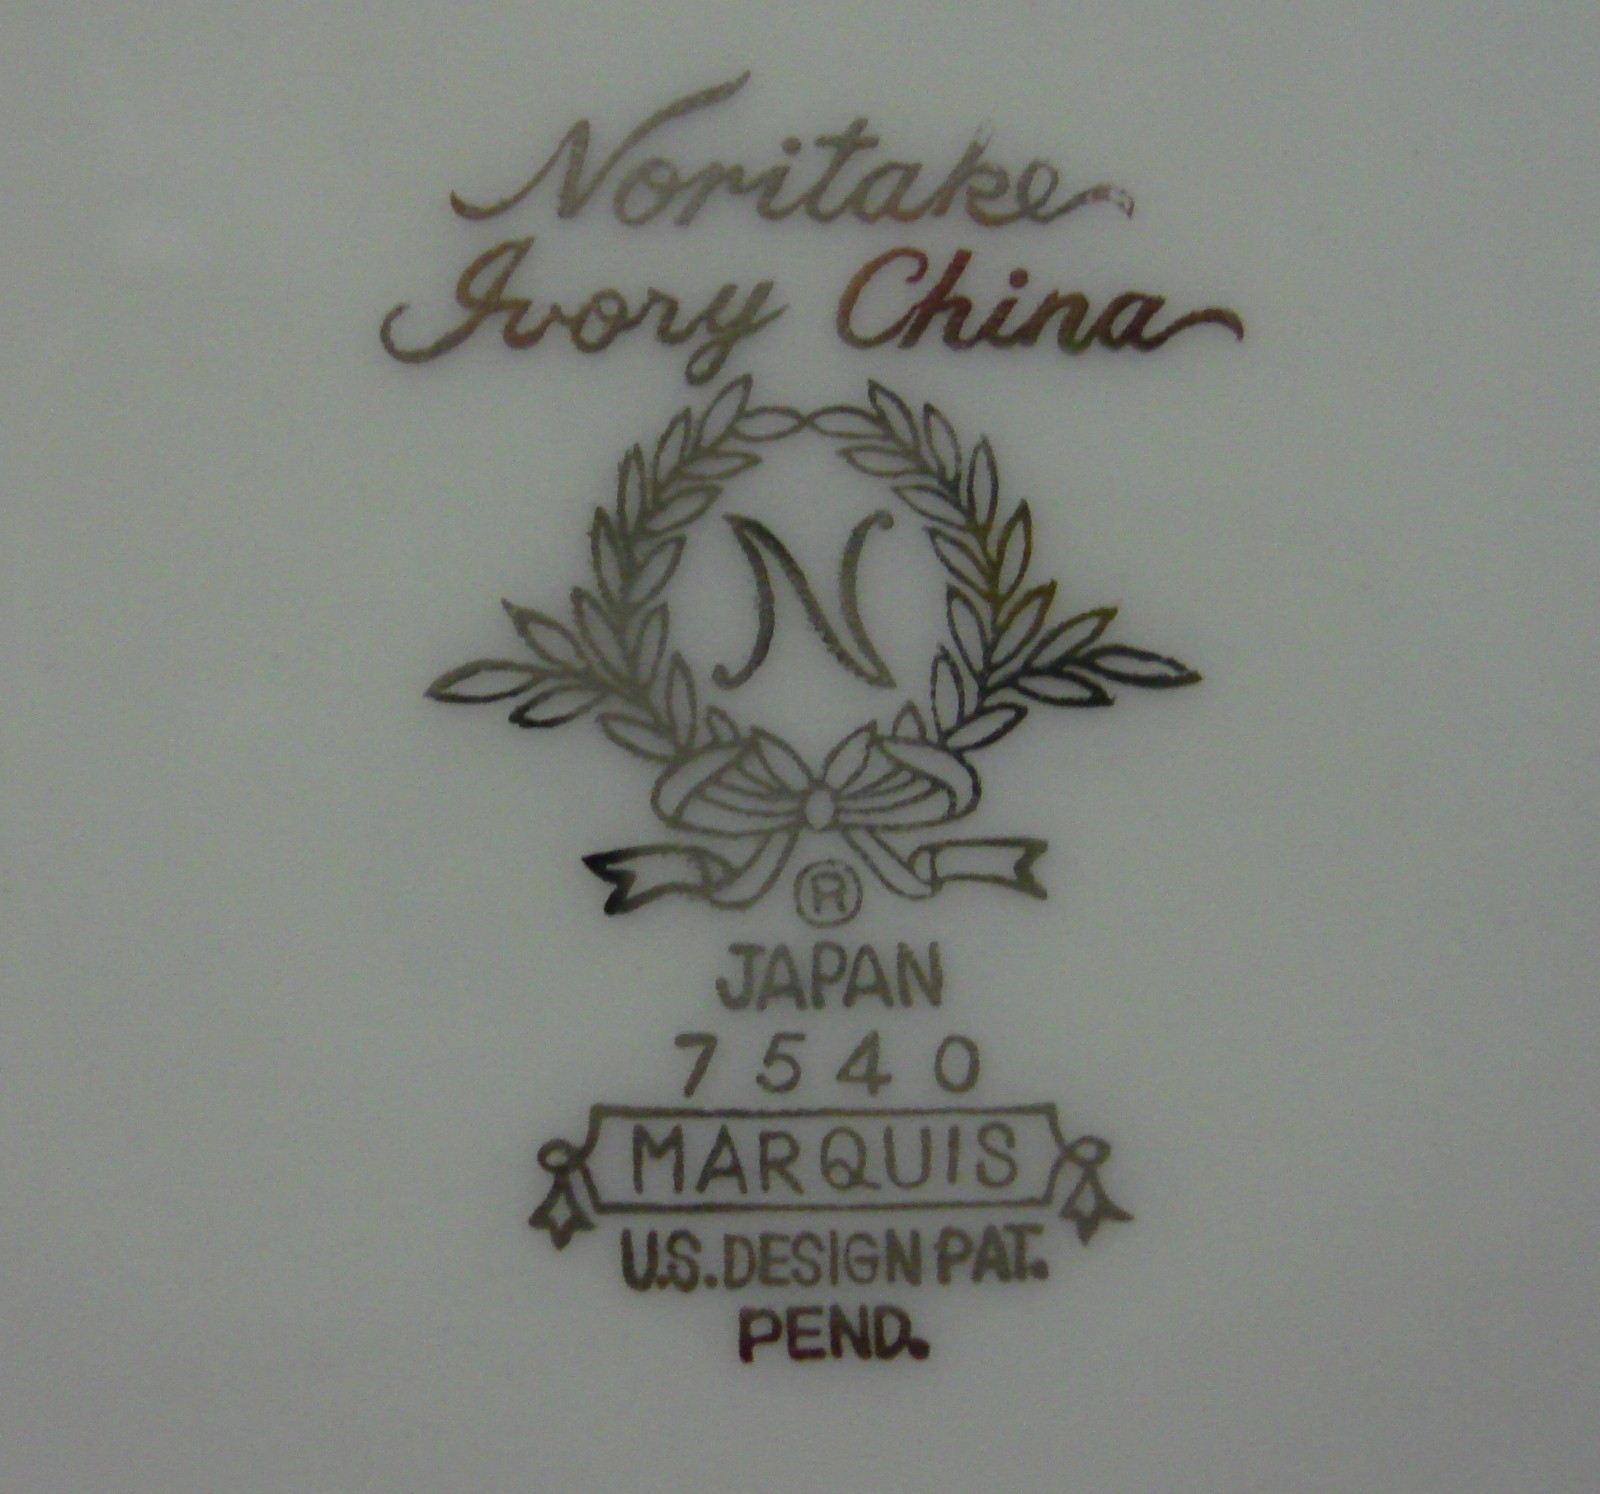 Noritake
Ivory China
N
®
JAPAN
7540
MARQUIS
U.S. DESIGN PAT.
PEND.